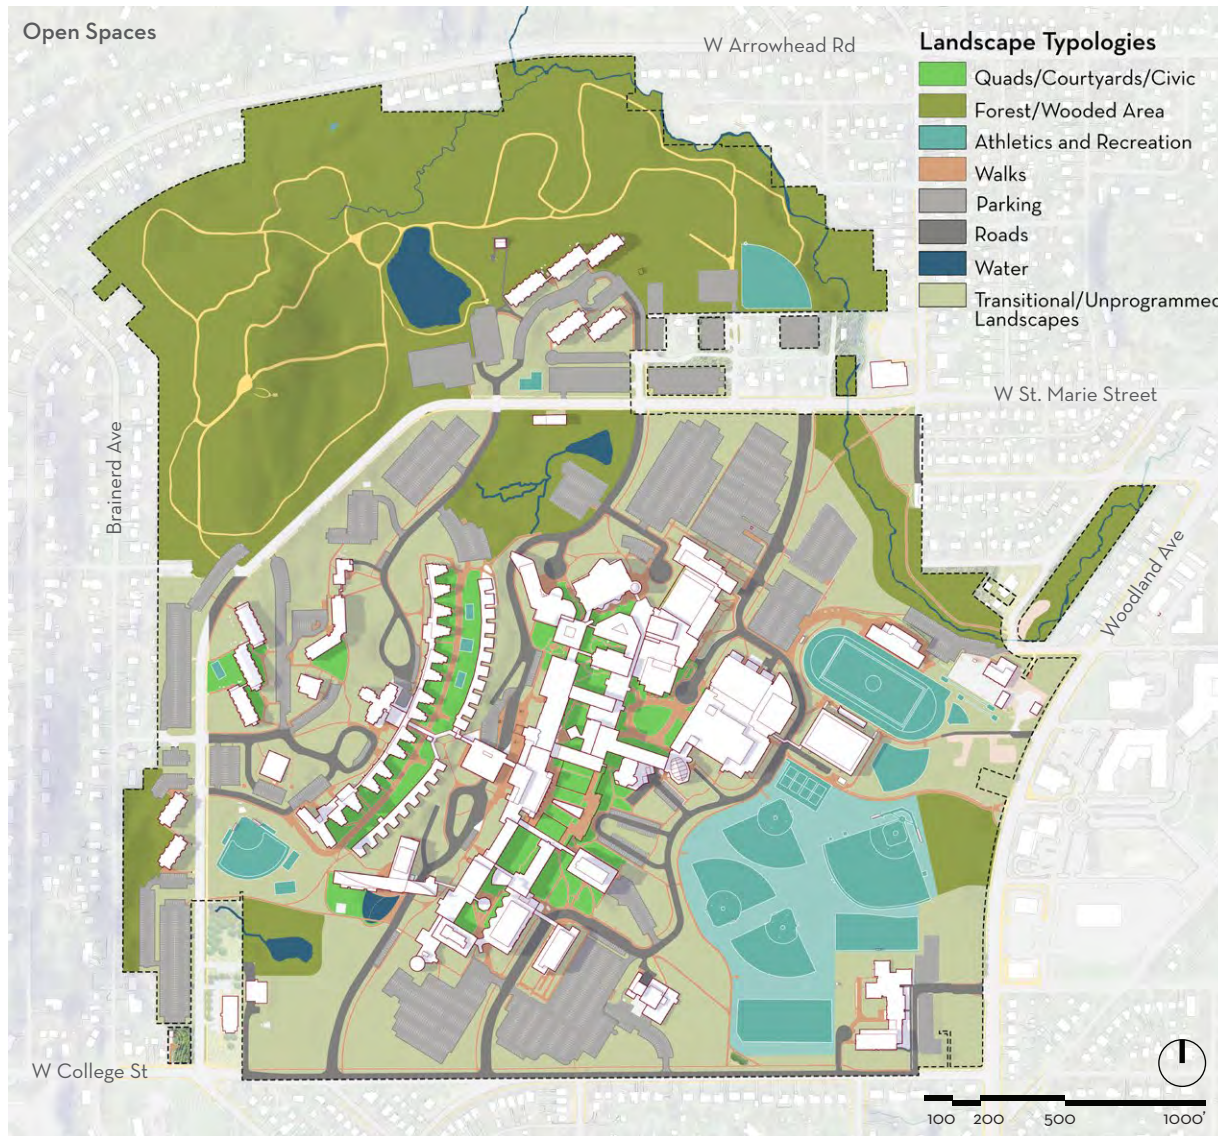 Open Spaces
W Arrowhead Rd
Landscape Typologies
Quads/Courtyards/Civic
Forest/Wooded Area
Athletics and Recreation
Walks
Parking
Roads
Water
Transitional/Unprogrammed
Landscapes
W St. Marie Street
Brainerd Ave
Woodland Ave
W College St
100 200 500 1000'